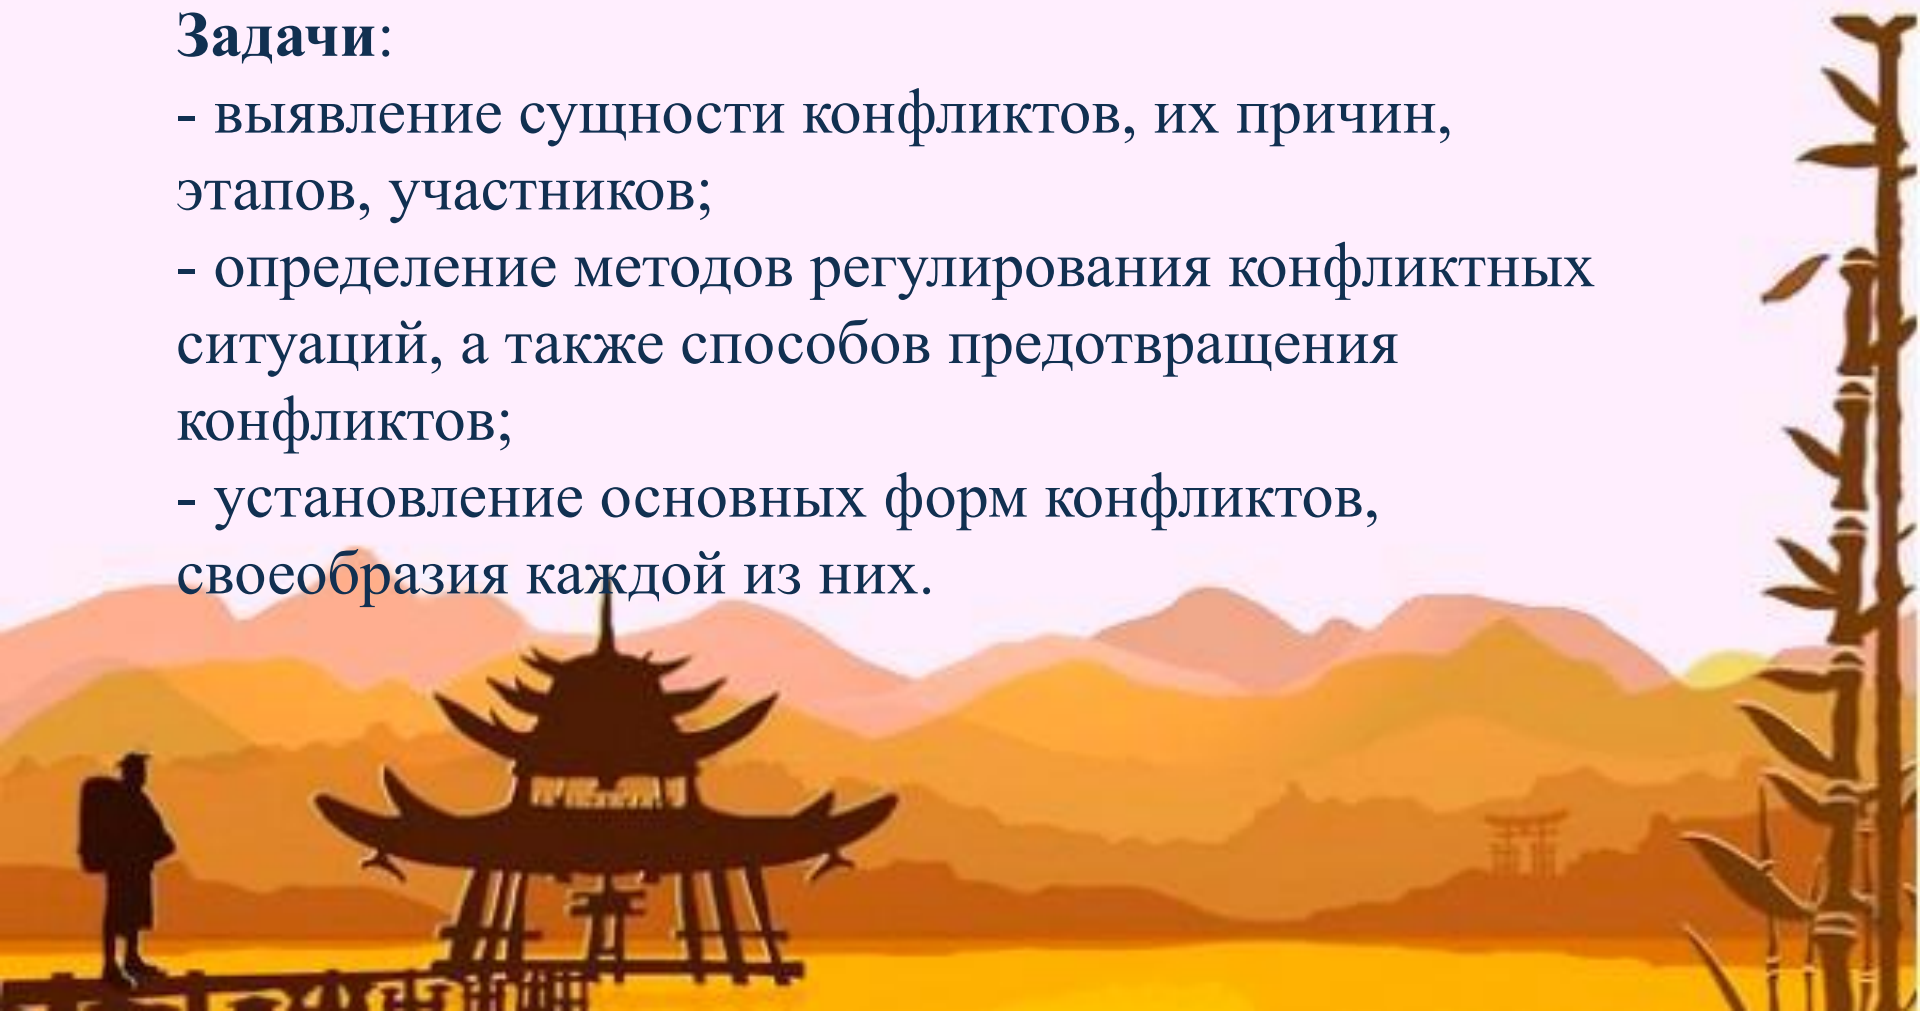 Задачи:
- выявление сущности конфликтов, их причин,
этапов, участников;
- определение методов регулирования конфликтных
ситуаций, а также способов предотвращения
конфликтов;
- установление основных форм конфликтов,
своеобразия каждой из них.